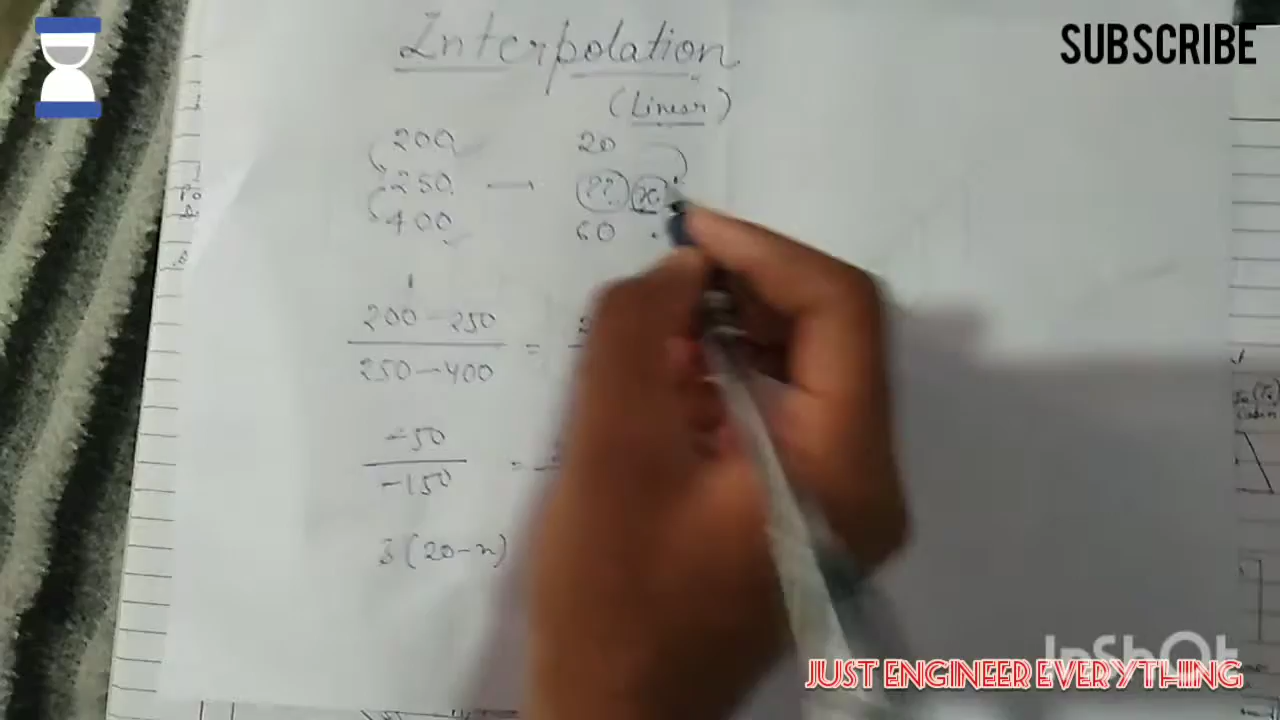 SUBSCRIBE
Interpolation
(Linear)
200 20
250 — ?? x
400 60
200 - 250
250 - 400
=
-50
-150
=
3(20-x)
InShOt
JUST ENGINEER EVERYTHING